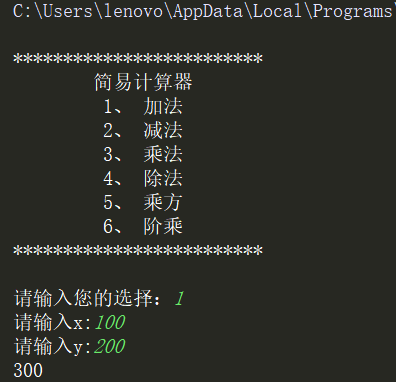 C:\Users\lenovo\AppData\Local\Programs\
*************************
简易计算器
1、 加法
2、 减法
3、 乘法
4、 除法
5、 乘方
6、 阶乘
*************************
请输入您的选择：1
请输入x:100
请输入y:200
300